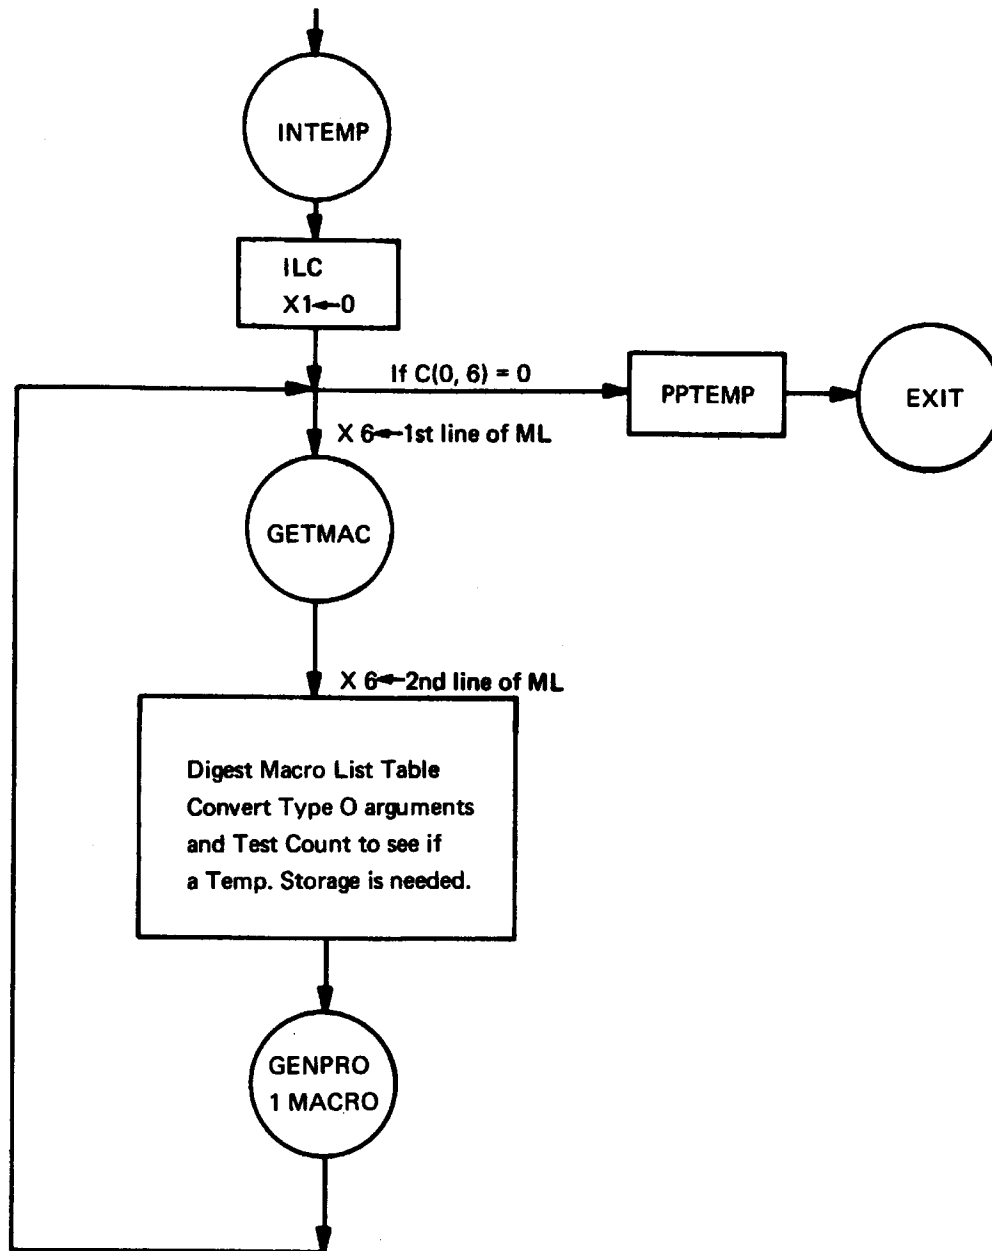 INTEMP
ILC
X1←0
If C(0, 6) = 0
PPTEMP
EXIT
X 6←1st line of ML
GETMAC
X 6←2nd line of ML
Digest Macro List Table
Convert Type O arguments
and Test Count to see if
a Temp. Storage is needed.
GENPRO
1 MACRO